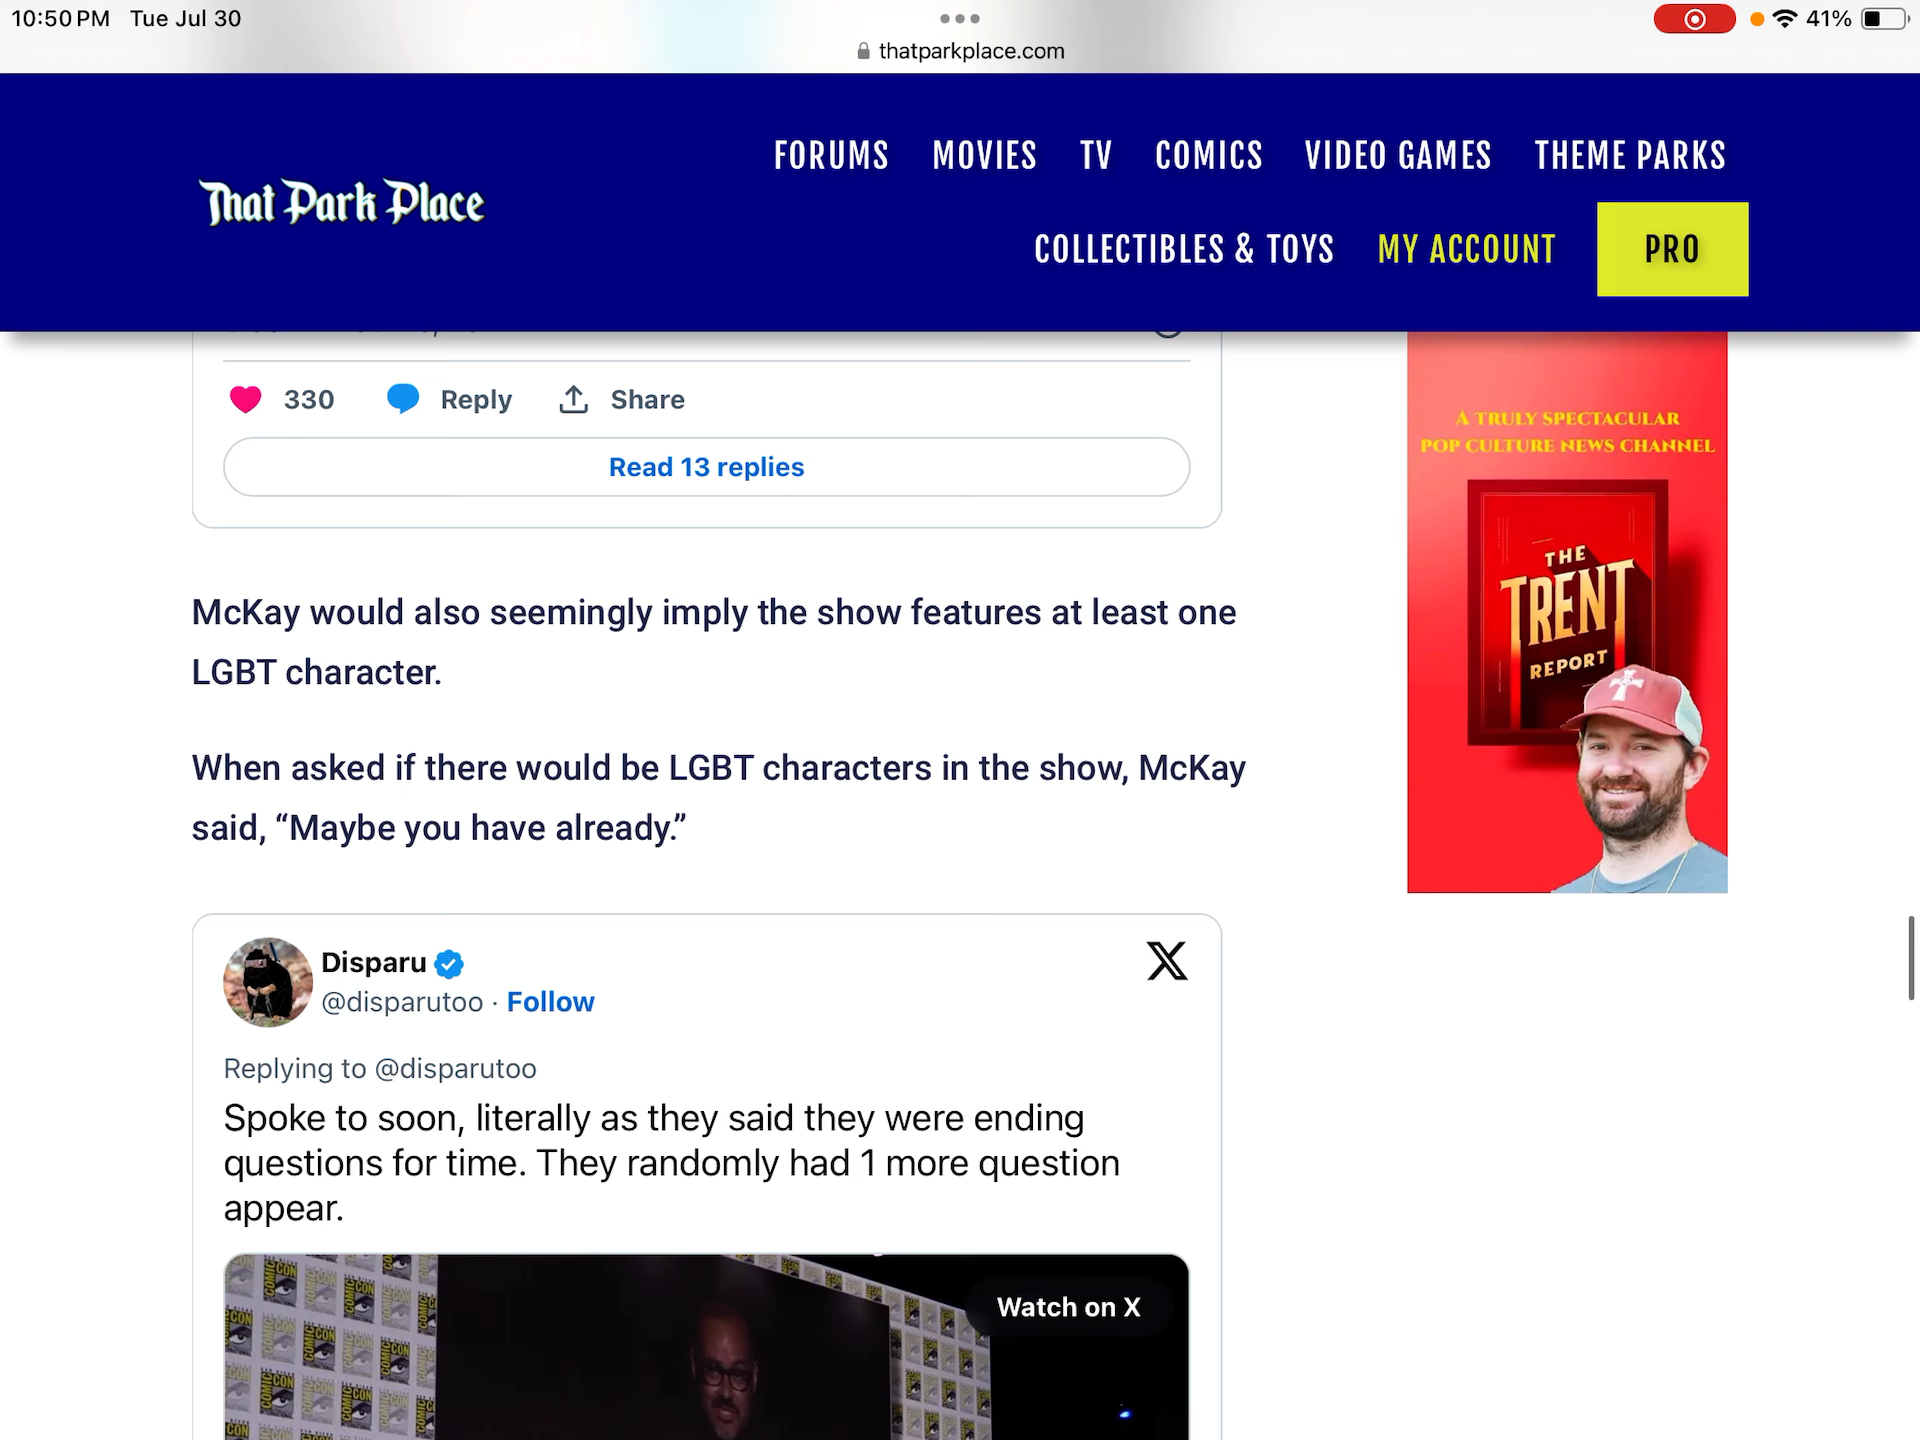 10:50 PM Tue Jul 30
41%
thatparkplace.com
FORUMS MOVIES TV COMICS VIDEO GAMES THEME PARKS
That Park Place
COLLECTIBLES & TOYS MY ACCOUNT PRO
330 Reply Share
Read 13 replies
A TRULY SPECTACULAR
POP CULTURE NEWS CHANNEL
THE
TRENT
REPORT
McKay would also seemingly imply the show features at least one
LGBT character.
When asked if there would be LGBT characters in the show, McKay
said, “Maybe you have already.”
Disparu
@disparutoo · Follow
Replying to @disparutoo
Spoke to soon, literally as they said they were ending
questions for time. They randomly had 1 more question
appear.
Watch on X
COMIC CON